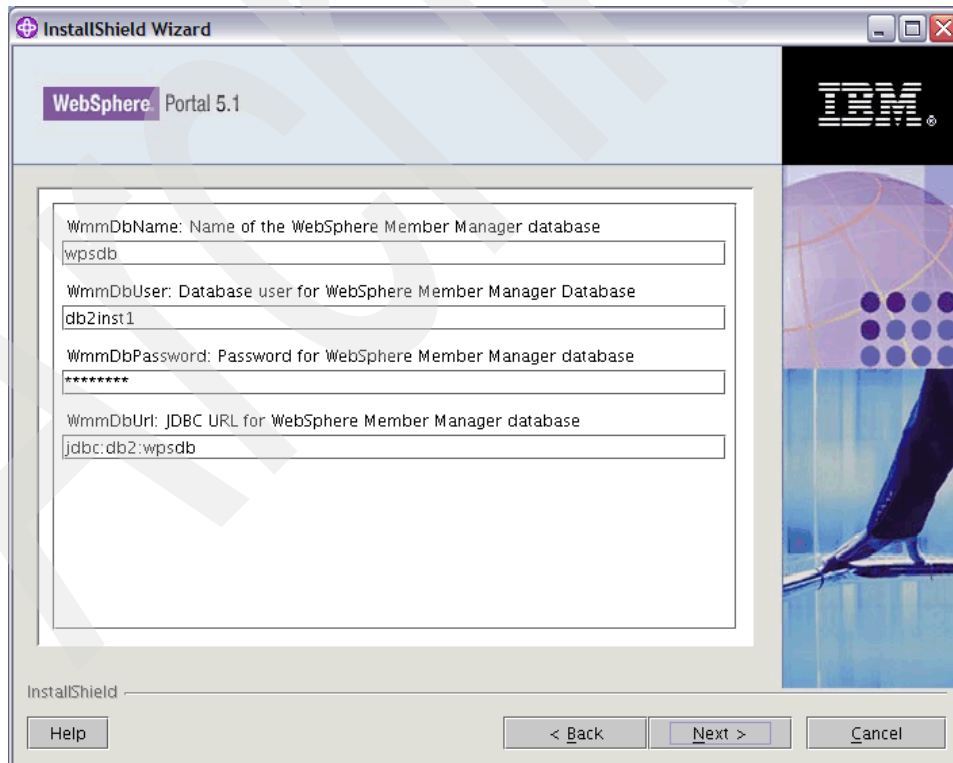 InstallShield Wizard
WebSphere. Portal 5.1
IBM®
WmmDbName: Name of the WebSphere Member Manager database
wpsdb
WmmDbUser: Database user for WebSphere Member Manager Database
db2inst1
WmmDbPassword: Password for WebSphere Member Manager database
********
WmmDbUrl: JDBC URL for WebSphere Member Manager database
jdbc:db2:wpsdb
InstallShield
Help
< Back
Next >
Cancel